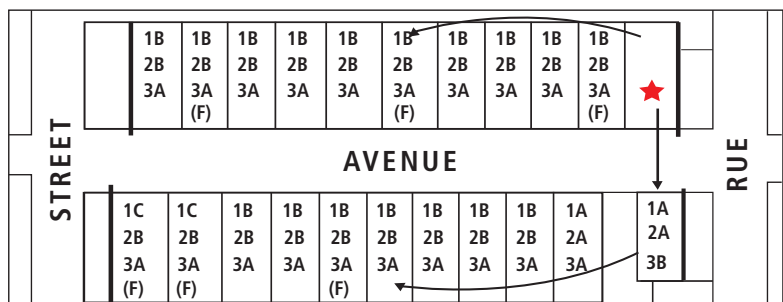 1B 1B 1B 1B 1B 1B 1B 1B 1B 1B
2B 2B 2B 2B 2B 2B 2B 2B 2B 2B
3A 3A 3A 3A 3A 3A 3A 3A 3A 3A
(F) (F) (F)
STREET
AVENUE
RUE
1C 1C 1B 1B 1B 1B 1B 1B 1B 1A 1A
2B 2B 2B 2B 2B 2B 2B 2B 2B 2A 2A
3A 3A 3A 3A 3A 3A 3A 3A 3A 3A 3B
(F) (F) (F)